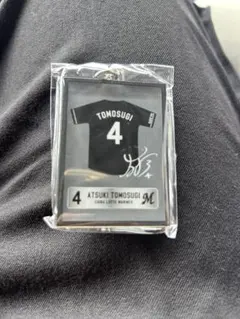 TOMOSUGI
4
4
ATSUKI TOMOSUGI
CHIBA LOTTE MARINES
M